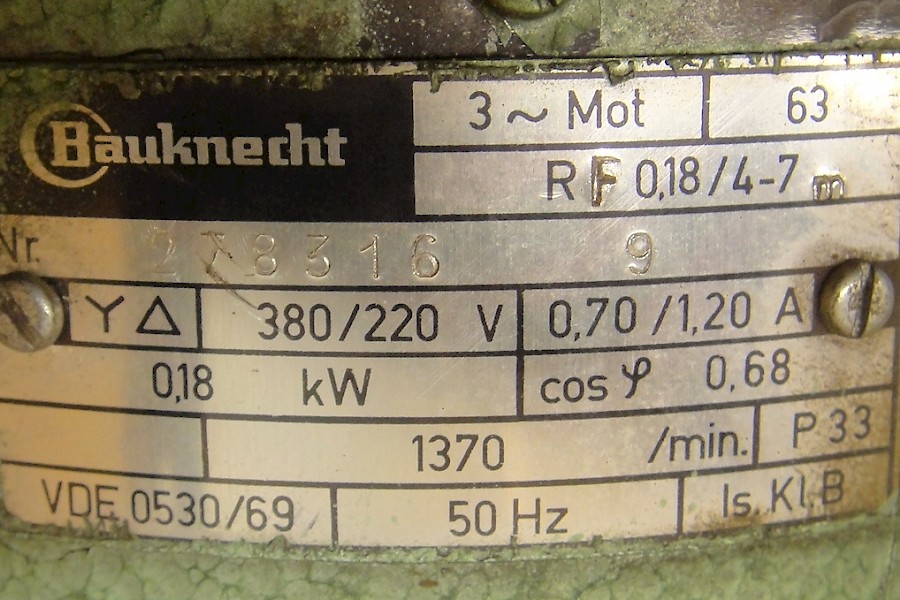 Bauknecht
3 ~ Mot 63
RF 0,18/4-7 m
Nr. 278316 9
Y Δ 380/220 V 0,70/1,20 A
0,18 kW cos φ 0,68
1370 /min. P 33
VDE 0530/69 50 Hz Is. Kl. B